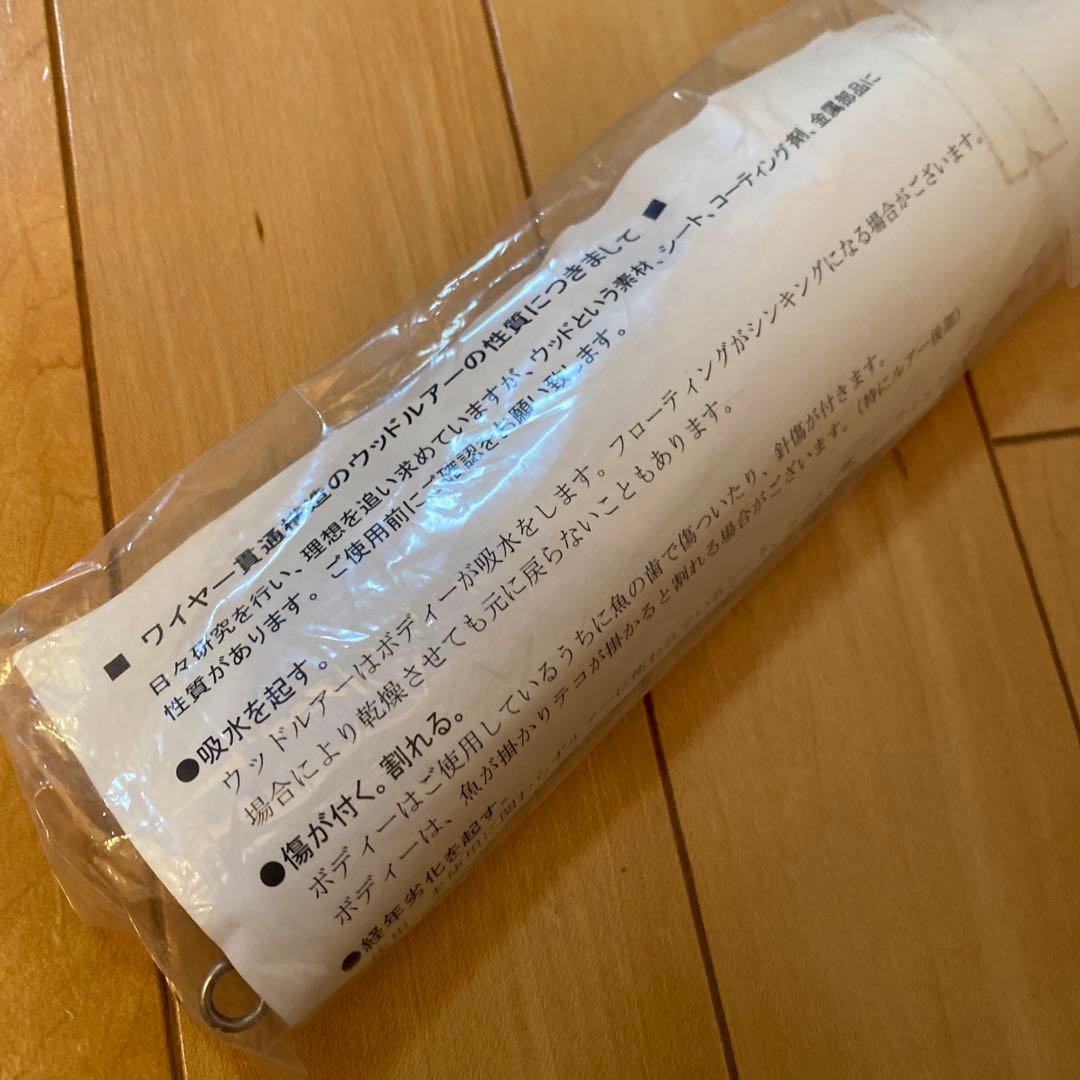 ■ ワイヤー貫通構造のウッドルアーの性質につきまして ■
日々研究を行い、理想を追い求めていますが、ウッドという素材、シート、コーティング剤、金属部品に
性質があります。 ご使用前にご確認をお願い致します。
●吸水を起す。
ウッドルアーはボディーが吸水をします。フローティングがシンキングになる場合がございます。
場合により乾燥させても元に戻らないこともあります。
●傷が付く。割れる。
ボディーはご使用しているうちに魚の歯で傷ついたり、針傷が付きます。
ボディーは、魚が掛かりテコが掛かると割れる場合がございます。(特にルアー後部)
●経年劣化を起す。